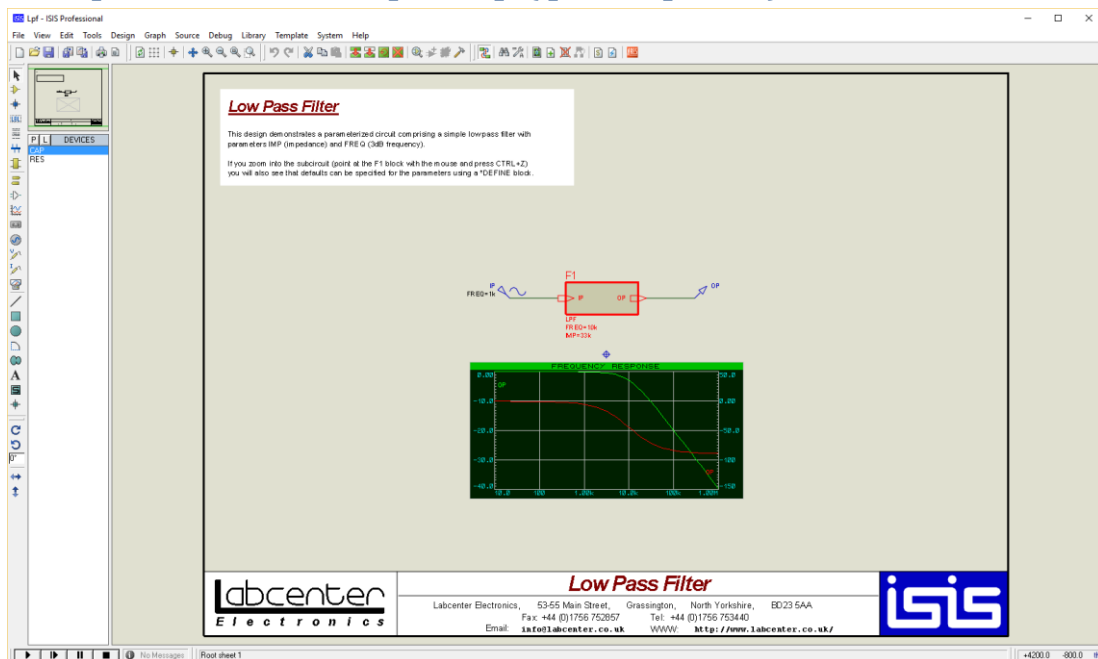 Lpf - ISIS Professional
File View Edit Tools Design Graph Source Debug Library Template System Help
P L DEVICES
CAP
RES
LBL
A
S
0°
Low Pass Filter
This design demonstrates a parameterized circuit comprising a simple lowpass filter with
parameters IMP (impedance) and FREQ (3dB frequency).
If you zoom into the subcircuit (point at the F1 block with the mouse and press CTRL+Z)
you will also see that defaults can be specified for the parameters using a *DEFINE block.
F1
IP
FREQ=1k
IP OP
OP
LPF
FREQ=10k
IMP=33k
FREQUENCY RESPONSE
0.00 50.0
OP
-10.0 0.00
-20.0 -50.0
-30.0 -100
OP
-40.0 -150
10.0 100 1.00k 10.0k 100k 1.00M
Labcenter
Electronics
Low Pass Filter
Labcenter Electronics, 53-55 Main Street, Grassington, North Yorkshire, BD23 5AA
Fax: +44 (0)1756 752857 Tel: +44 (0)1756 753440
Email: info@labcenter.co.uk WWW: http://www.labcenter.co.uk/
isis
No Messages Root sheet 1 +4200.0 -800.0 th